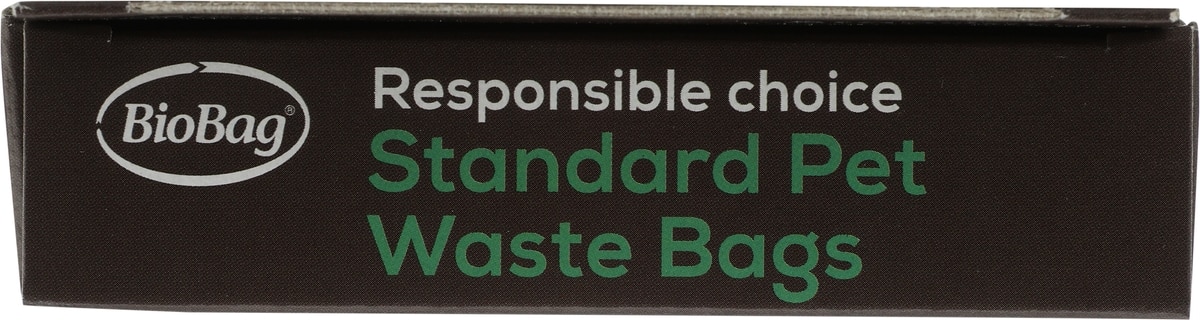 BioBag®
Responsible choice
Standard Pet
Waste Bags